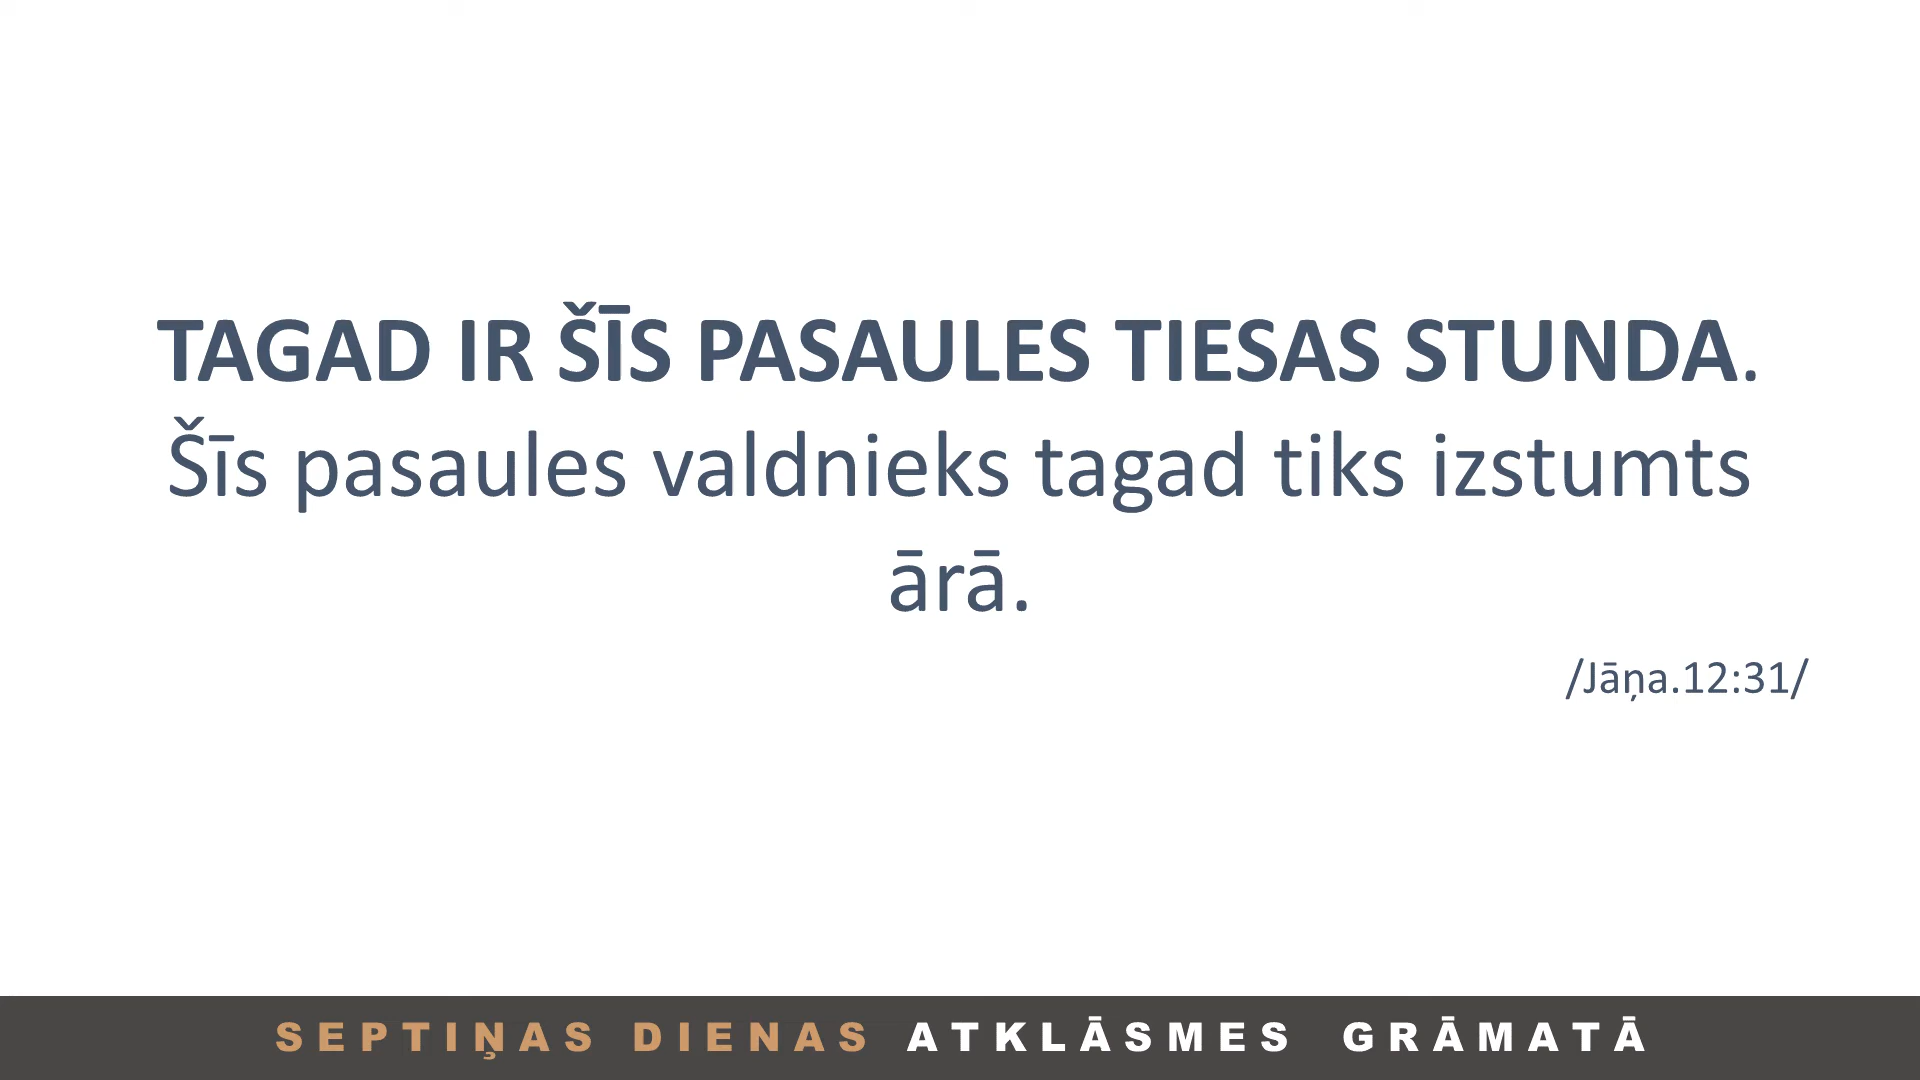 TAGAD IR ŠĪS PASAULES TIESAS STUNDA.
Šīs pasaules valdnieks tagad tiks izstumts
ārā.
/Jāņa.12:31/
SEPTIŅAS DIENAS ATKLĀSMES GRĀMATĀ